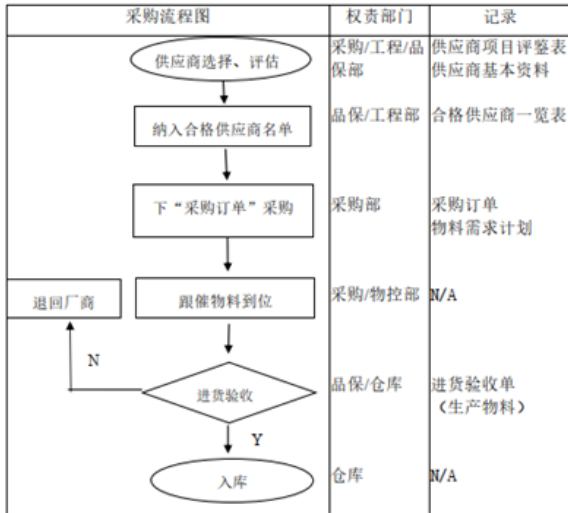 采购流程图 权责部门 记录
供应商选择、评估 采购/工程/品 供应商项目评鉴表
保部 供应商基本资料
纳入合格供应商名单 品保/工程部 合格供应商一览表
下“采购订单”采购 采购部 采购订单
物料需求计划
退回厂商 跟催物料到位 采购/物控部 N/A
N
进货验收 品保/仓库 进货验收单
（生产物料）
Y
入库 仓库 N/A